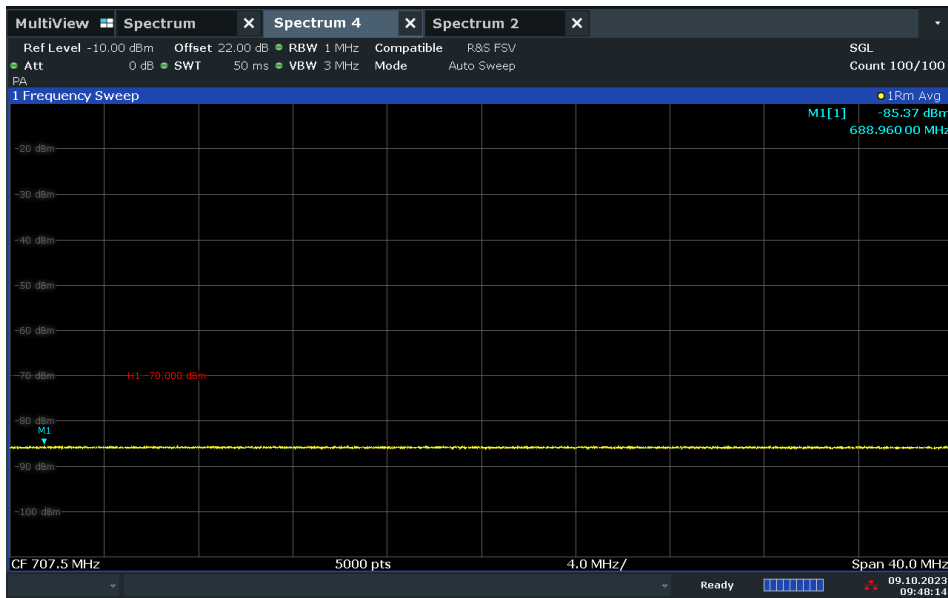 MultiView Spectrum Spectrum 4 Spectrum 2
Ref Level -10.00 dBm Offset 22.00 dB RBW 1 MHz Compatible R&S FSV SGL
Att 0 dB SWT 50 ms VBW 3 MHz Mode Auto Sweep Count 100/100
PA
1 Frequency Sweep 1Rm Avg
M1[1] -85.37 dBm
688.96000 MHz
-20 dBm
-30 dBm
-40 dBm
-50 dBm
-60 dBm
-70 dBm H1 -70.000 dBm
-80 dBm
M1
-90 dBm
-100 dBm
CF 707.5 MHz 5000 pts 4.0 MHz/ Span 40.0 MHz
Ready 09.10.2023
09:48:14